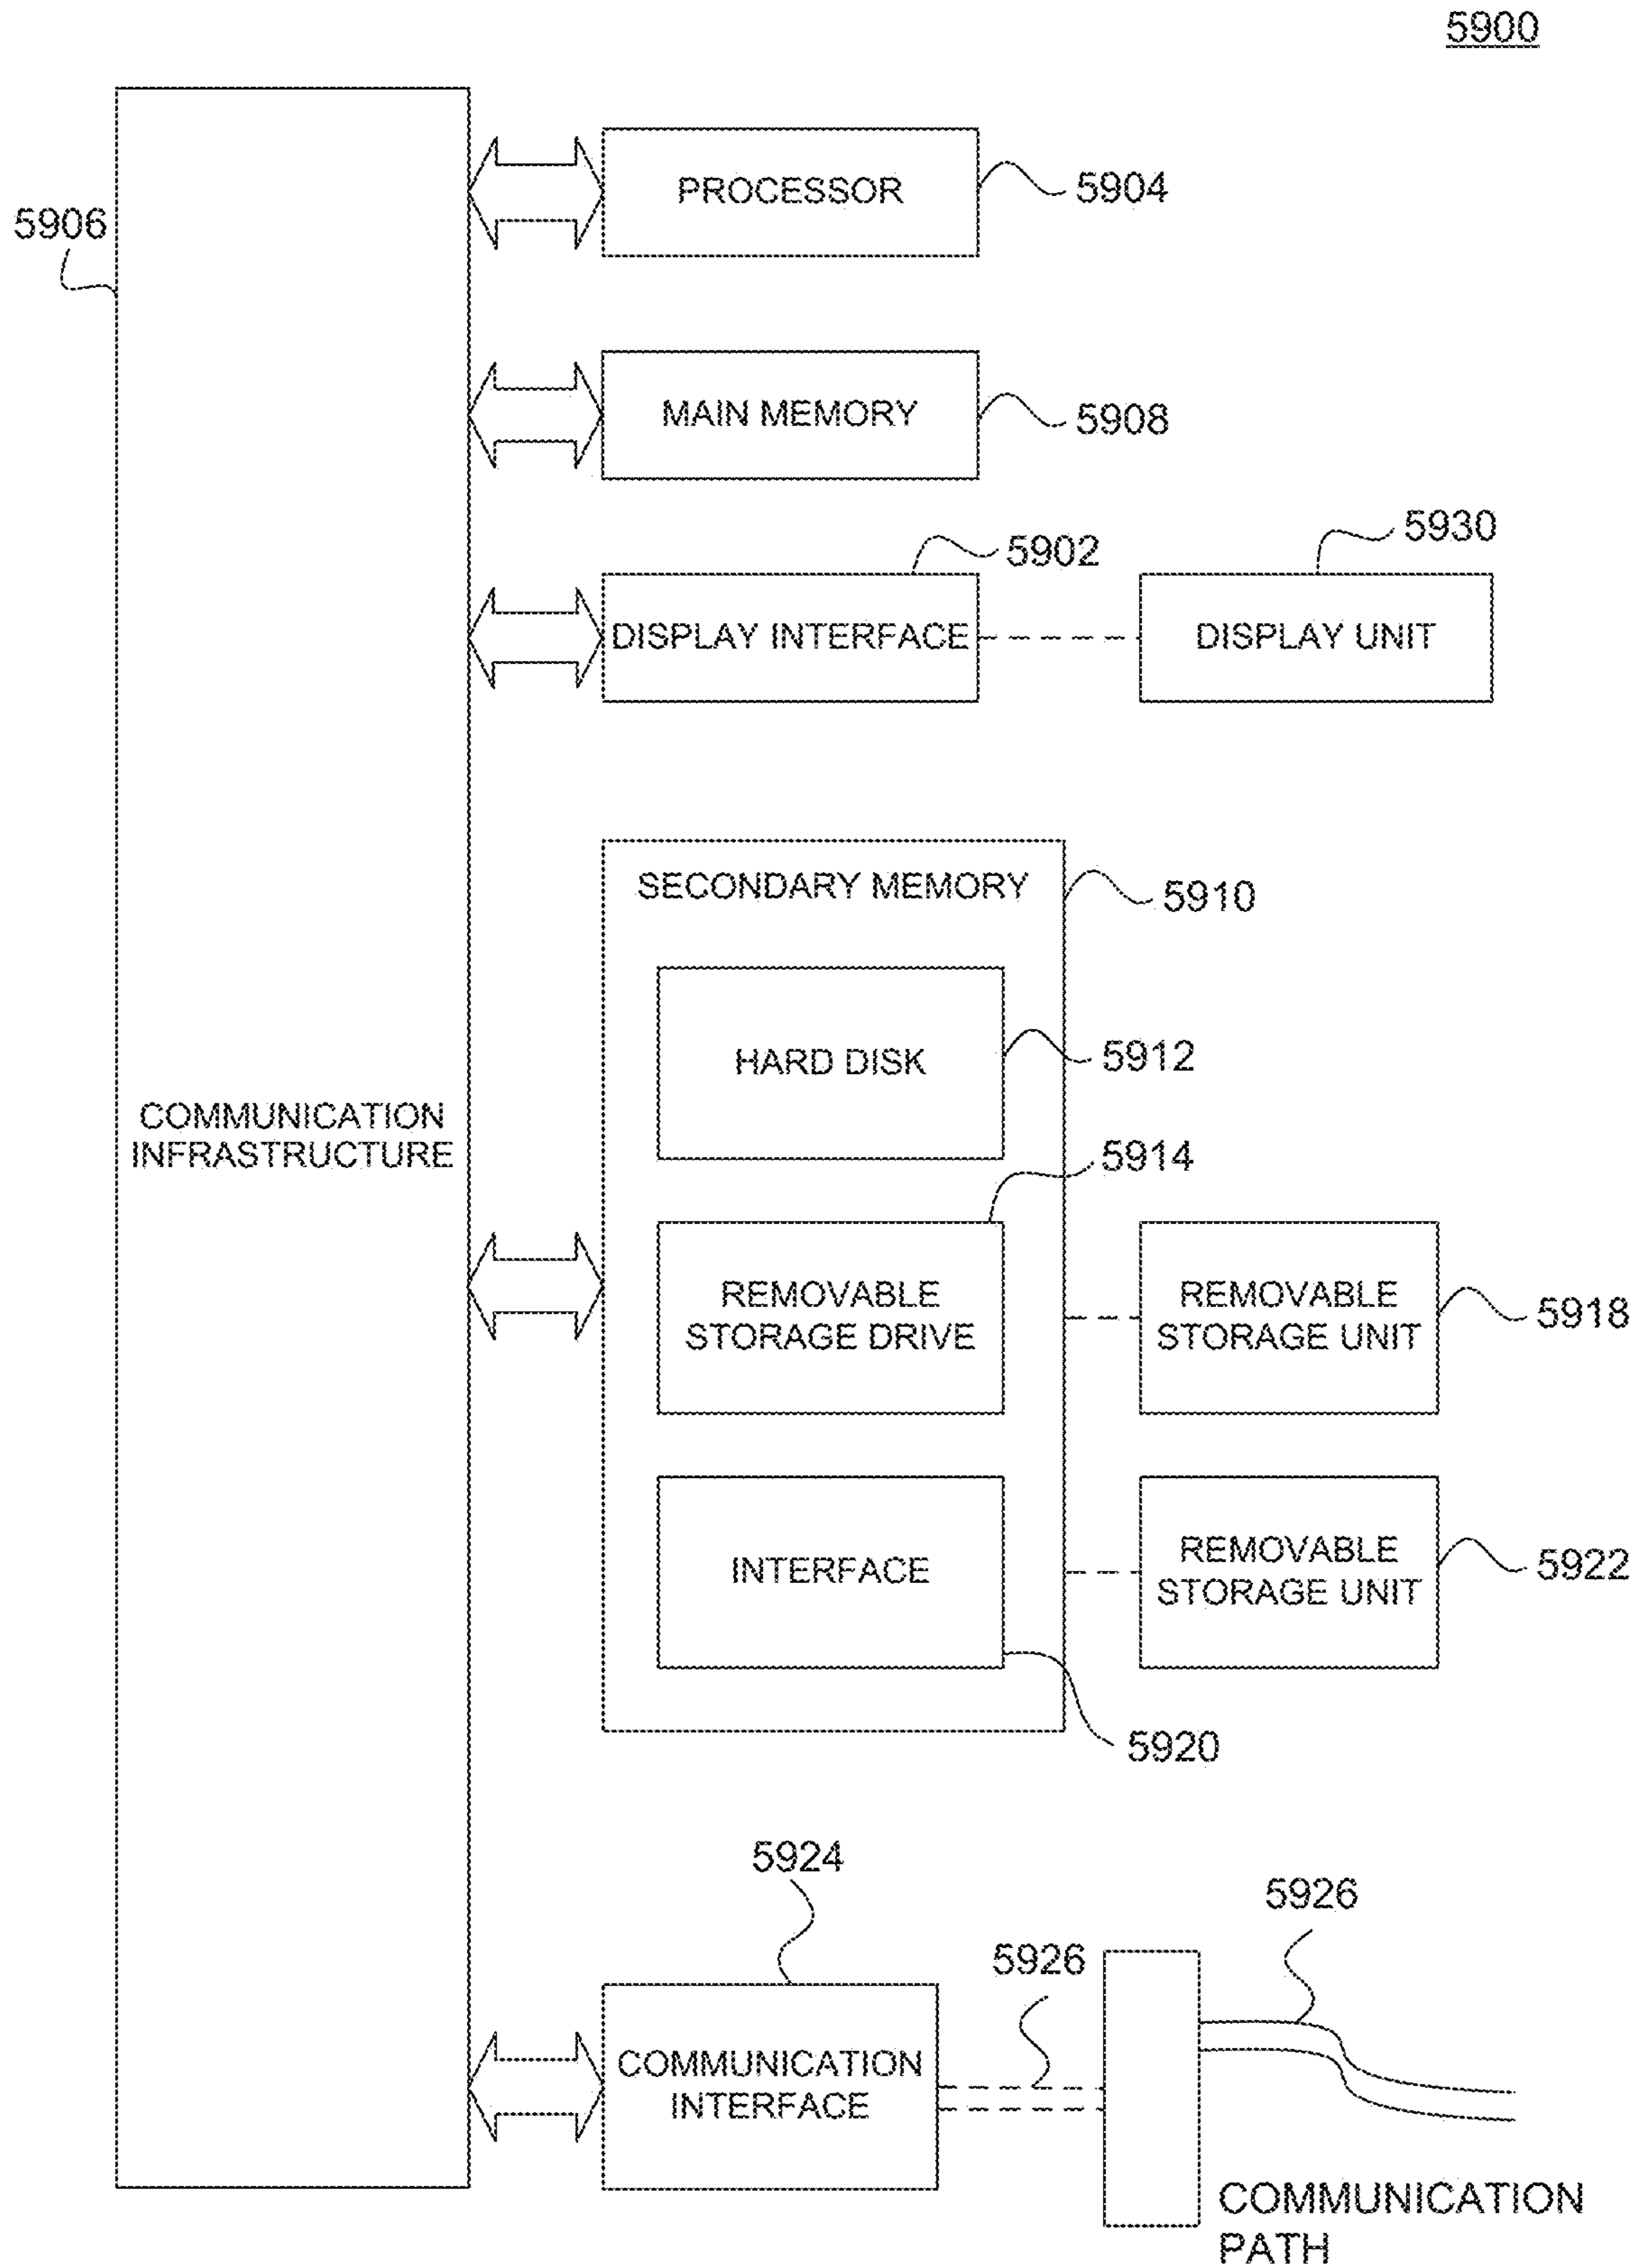 5900
5906
PROCESSOR
5904
MAIN MEMORY
5908
5902
5930
DISPLAY INTERFACE
DISPLAY UNIT
SECONDARY MEMORY
5910
HARD DISK
5912
COMMUNICATION
INFRASTRUCTURE
5914
REMOVABLE
STORAGE DRIVE
REMOVABLE
STORAGE UNIT
5918
INTERFACE
REMOVABLE
STORAGE UNIT
5922
5920
5924
5926
5926
COMMUNICATION
INTERFACE
COMMUNICATION
PATH